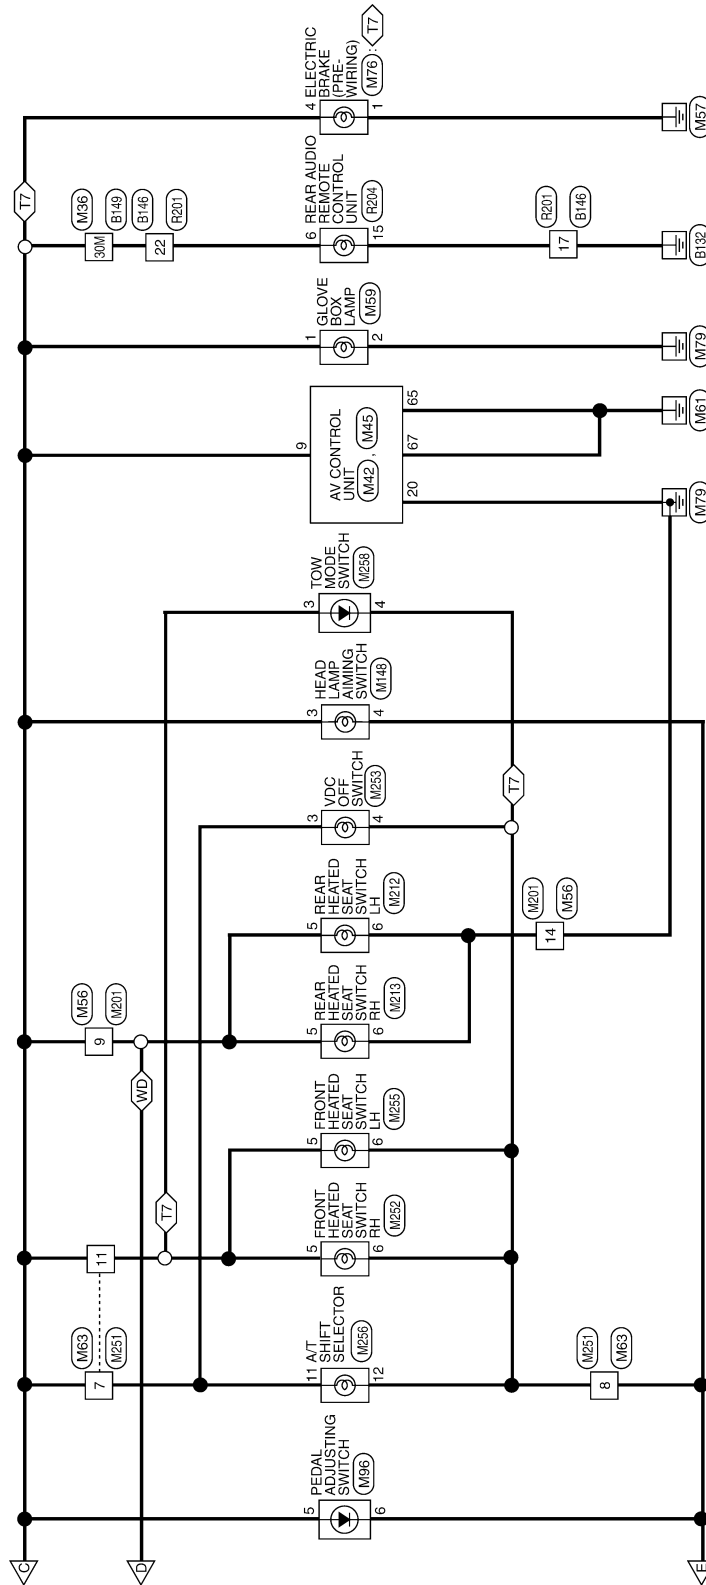 C
D
E
PEDAL
ADJUSTING
SWITCH
M96
5
6
M63
M251
7
11
11
A/T
SHIFT
SELECTOR
M256
12
M251
M63
8
T7
FRONT
HEATED
SEAT
SWITCH
RH
M252
5
6
FRONT
HEATED
SEAT
SWITCH
LH
M255
5
6
WD
M56
M201
9
REAR
HEATED
SEAT
SWITCH
RH
M213
5
6
REAR
HEATED
SEAT
SWITCH
LH
M212
5
6
M201
M56
14
VDC
OFF
SWITCH
M253
3
4
T7
HEAD
LAMP
AIMING
SWITCH
M148
3
4
TOW
MODE
SWITCH
M258
3
4
AV CONTROL
UNIT
M42 , M45
9
20
67
65
M79
M61
GLOVE
BOX
LAMP
M59
1
2
M79
T7
M36
B149
30M
B146
R201
22
REAR AUDIO
REMOTE
CONTROL
UNIT
R204
6
15
R201
B146
17
B132
ELECTRIC
BRAKE
(PRE-
WIRING)
M76 : T7
4
1
M57